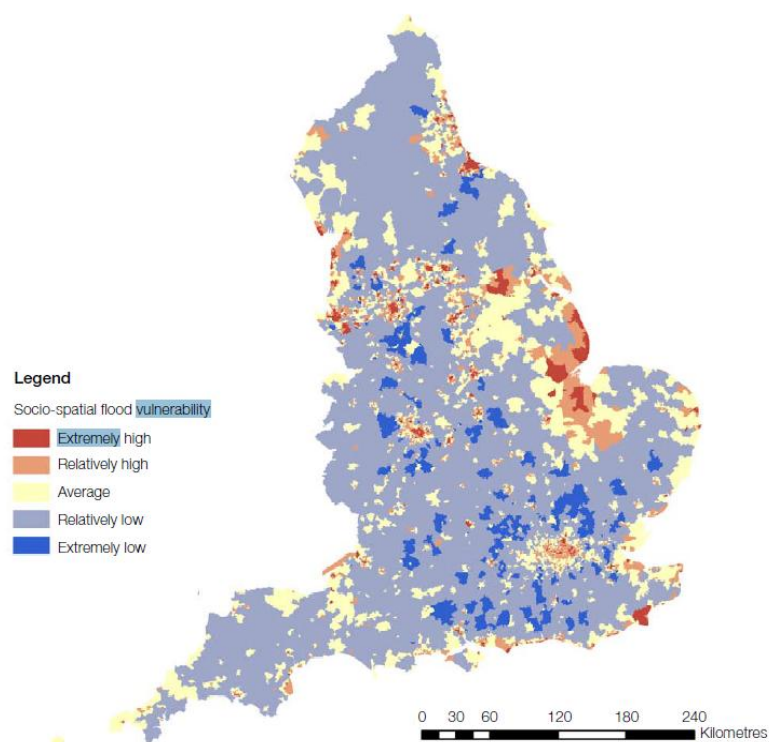 Legend
Socio-spatial flood vulnerability
Extremely high
Relatively high
Average
Relatively low
Extremely low
0 30 60 120 180 240
Kilometres